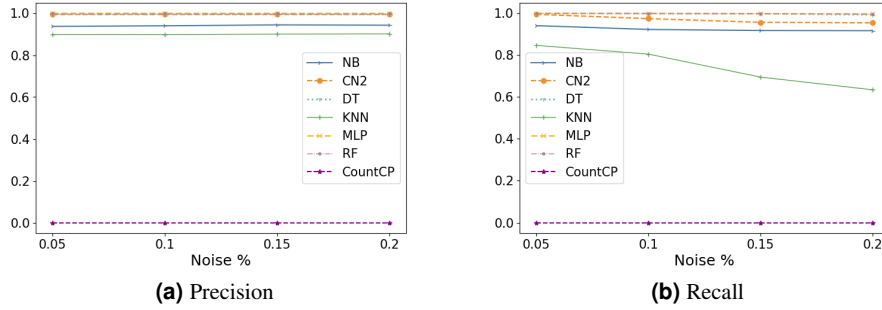 1.0
0.8
0.6
0.4
0.2
0.0
0.05
0.1
0.15
0.2
Noise %
NB
CN2
DT
KNN
MLP
RF
CountCP
(a) Precision
1.0
0.8
0.6
0.4
0.2
0.0
0.05
0.1
0.15
0.2
Noise %
NB
CN2
DT
KNN
MLP
RF
CountCP
(b) Recall